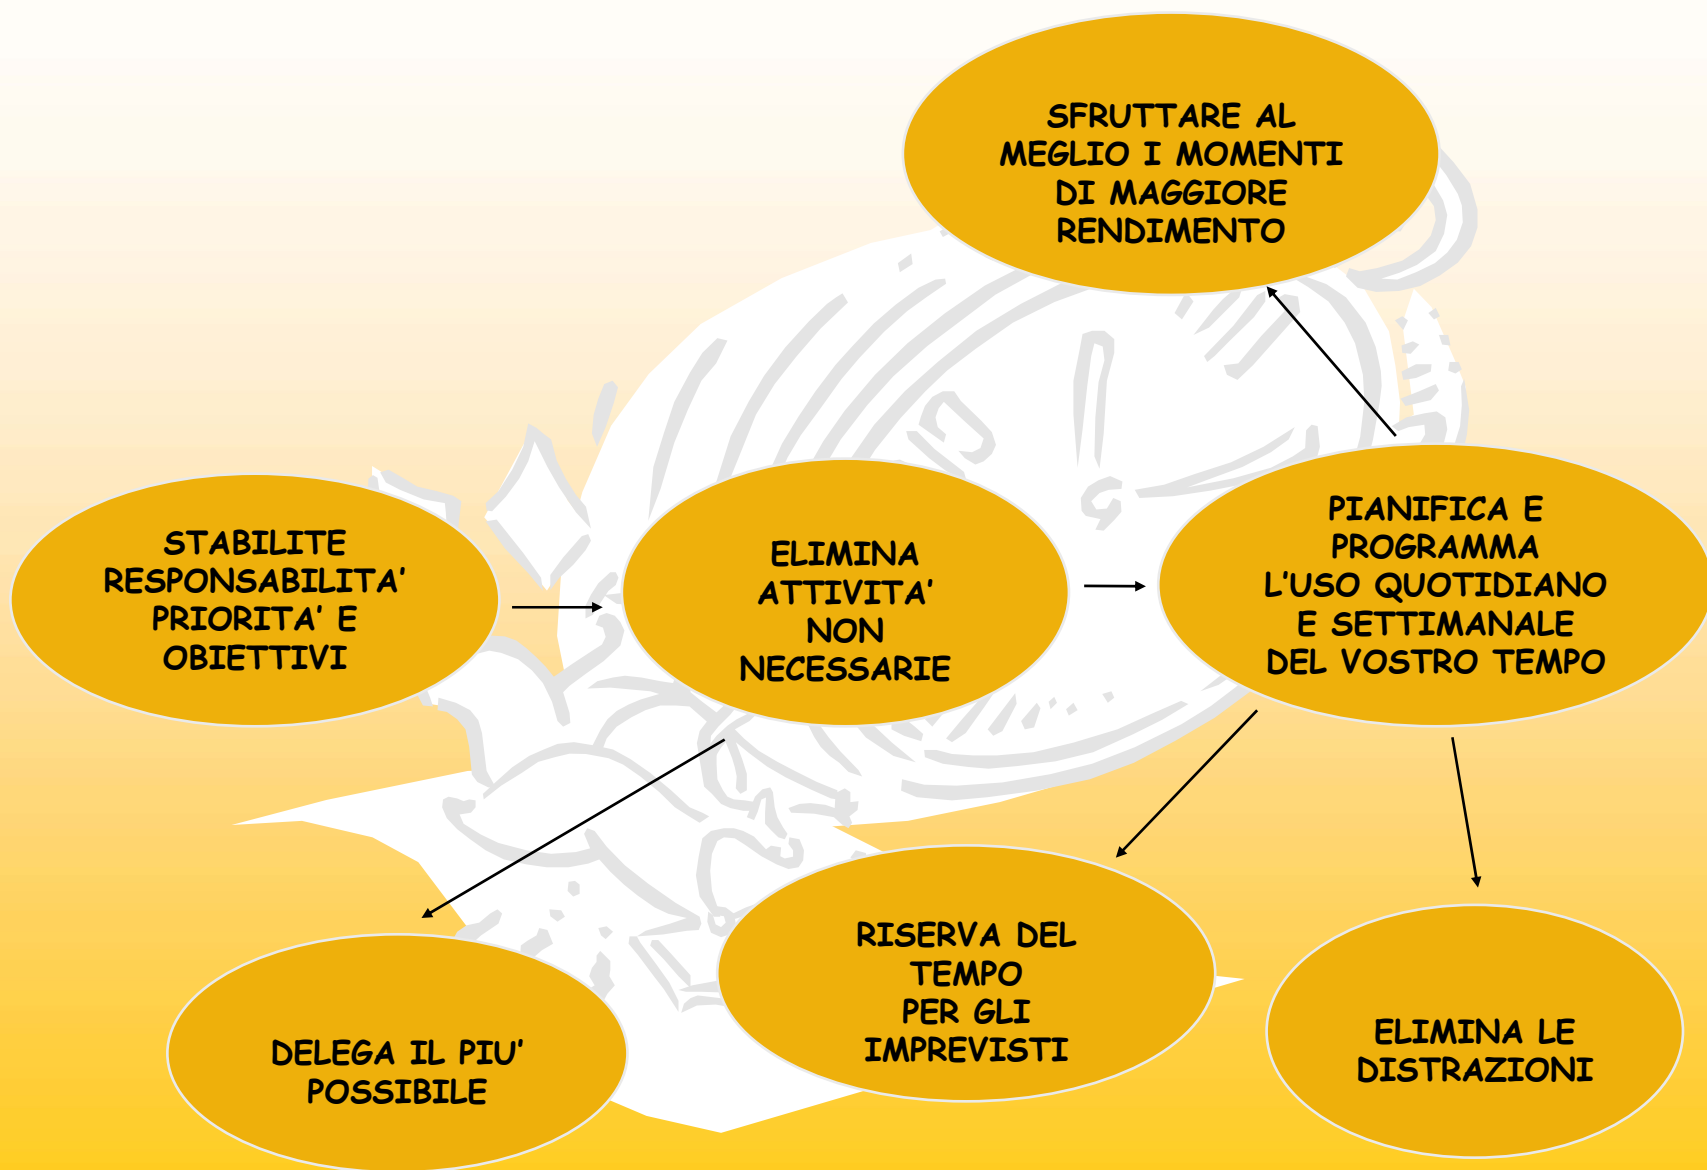 SFRUTTARE AL
MEGLIO I MOMENTI
DI MAGGIORE
RENDIMENTO
STABILITE
RESPONSABILITA'
PRIORITA' E
OBIETTIVI
ELIMINA
ATTIVITA'
NON
NECESSARIE
PIANIFICA E
PROGRAMMA
L'USO QUOTIDIANO
E SETTIMANALE
DEL VOSTRO TEMPO
DELEGA IL PIU'
POSSIBILE
RISERVA DEL
TEMPO
PER GLI
IMPREVISTI
ELIMINA LE
DISTRAZIONI